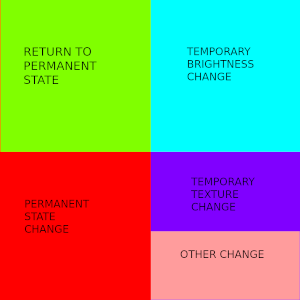 RETURN TO
PERMANENT
STATE
TEMPORARY
BRIGHTNESS
CHANGE
PERMANENT
STATE
CHANGE
TEMPORARY
TEXTURE
CHANGE
OTHER CHANGE